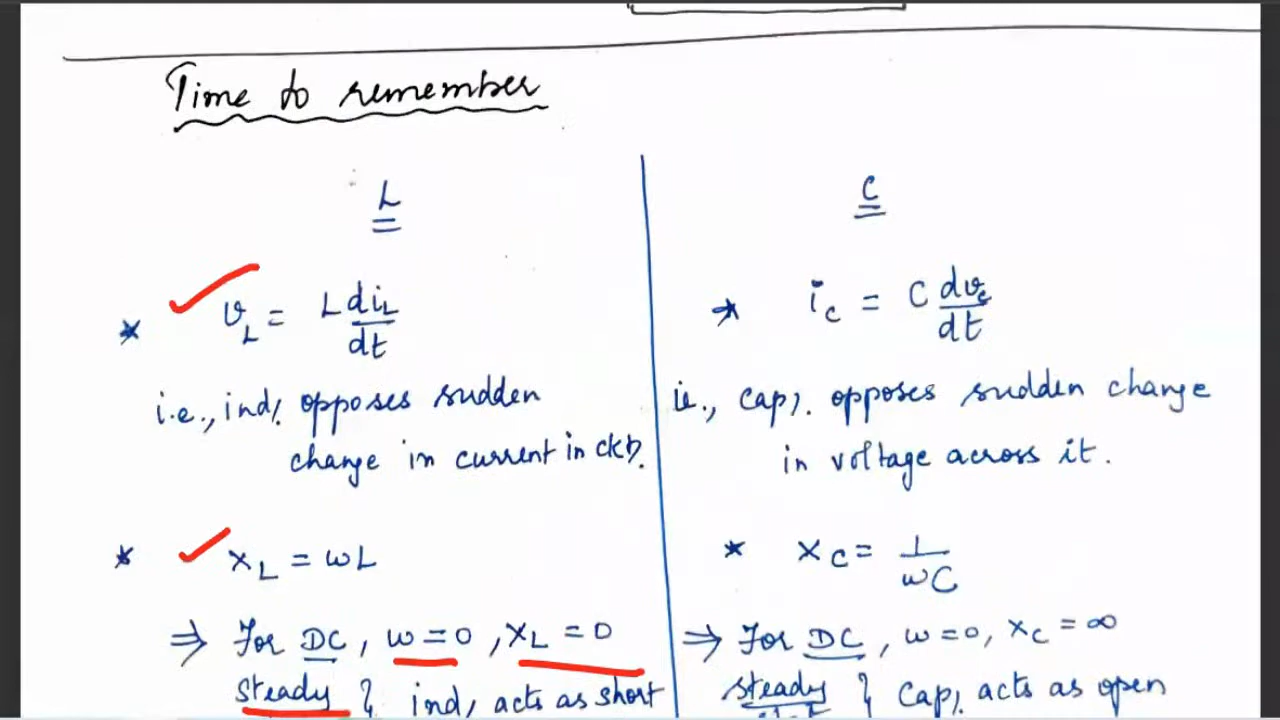 Time to remember
L
* v_L = L di_L/dt
i.e., ind/. opposes sudden
change in current in ckt).
* X_L = ωL
⇒ For DC, ω = 0, X_L = 0
steady } ind, acts as short
C
* i_C = C dv_C/dt
ie., cap). opposes sudden change
in voltage across it.
* X_C = 1/ωC
⇒ For DC, ω = 0, X_C = ∞
steady } Cap, acts as open